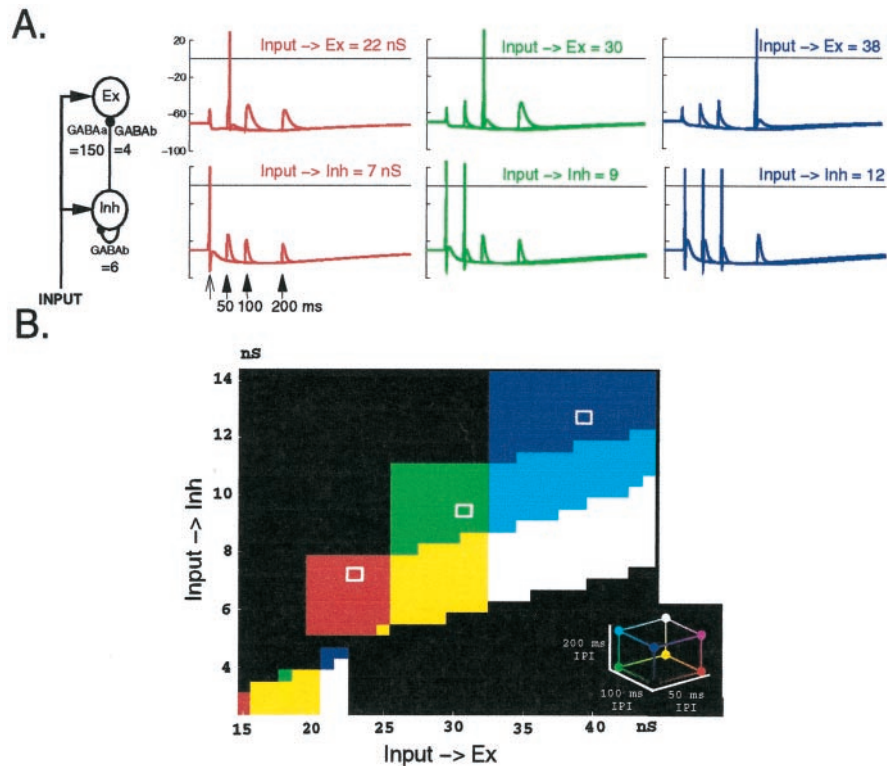 A.
Input -> Ex = 22 nS
Input -> Ex = 30
Input -> Ex = 38
20
-20
-60
-100
Ex
GABAa GABAb
=150 =4
Inh
GABAb
=6
INPUT
Input -> Inh = 7 nS
Input -> Inh = 9
Input -> Inh = 12
50 100 200 ms
B.
nS
14
12
10
8
6
4
Input -> Inh
200 ms
IPI
100 ms
IPI
50 ms
IPI
15 20 25 30 35 40 nS
Input -> Ex